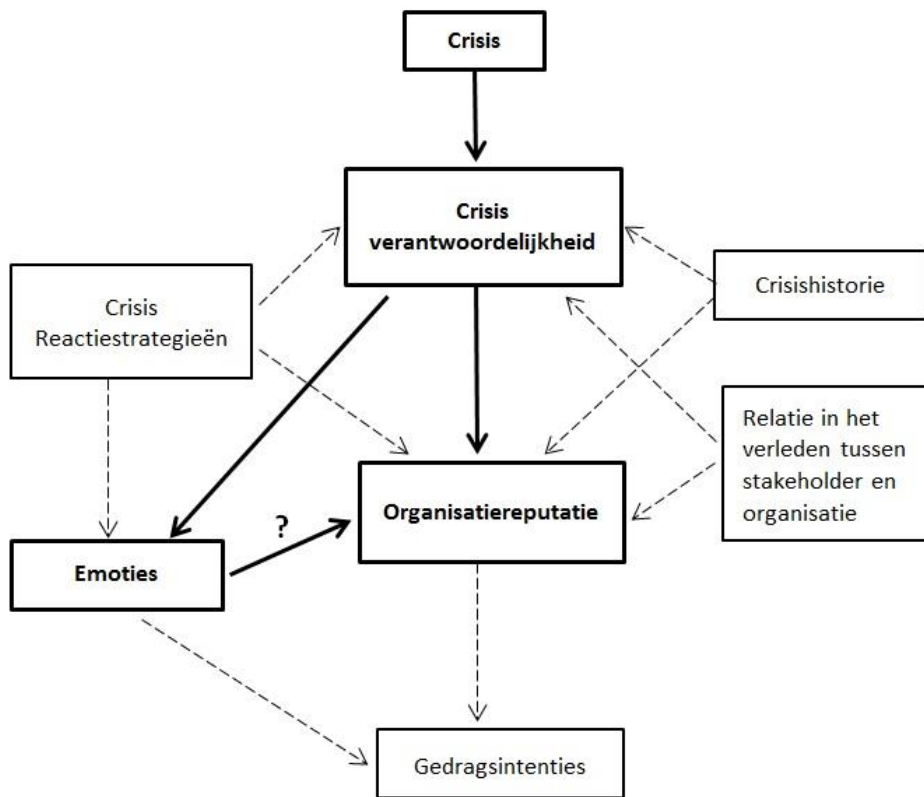 Crisis
Crisis
verantwoordelijkheid
Crisis
Reactiestrategieën
Crisishistorie
Relatie in het
verleden tussen
stakeholder en
organisatie
Organisatiereputatie
?
Emoties
Gedragsintenties